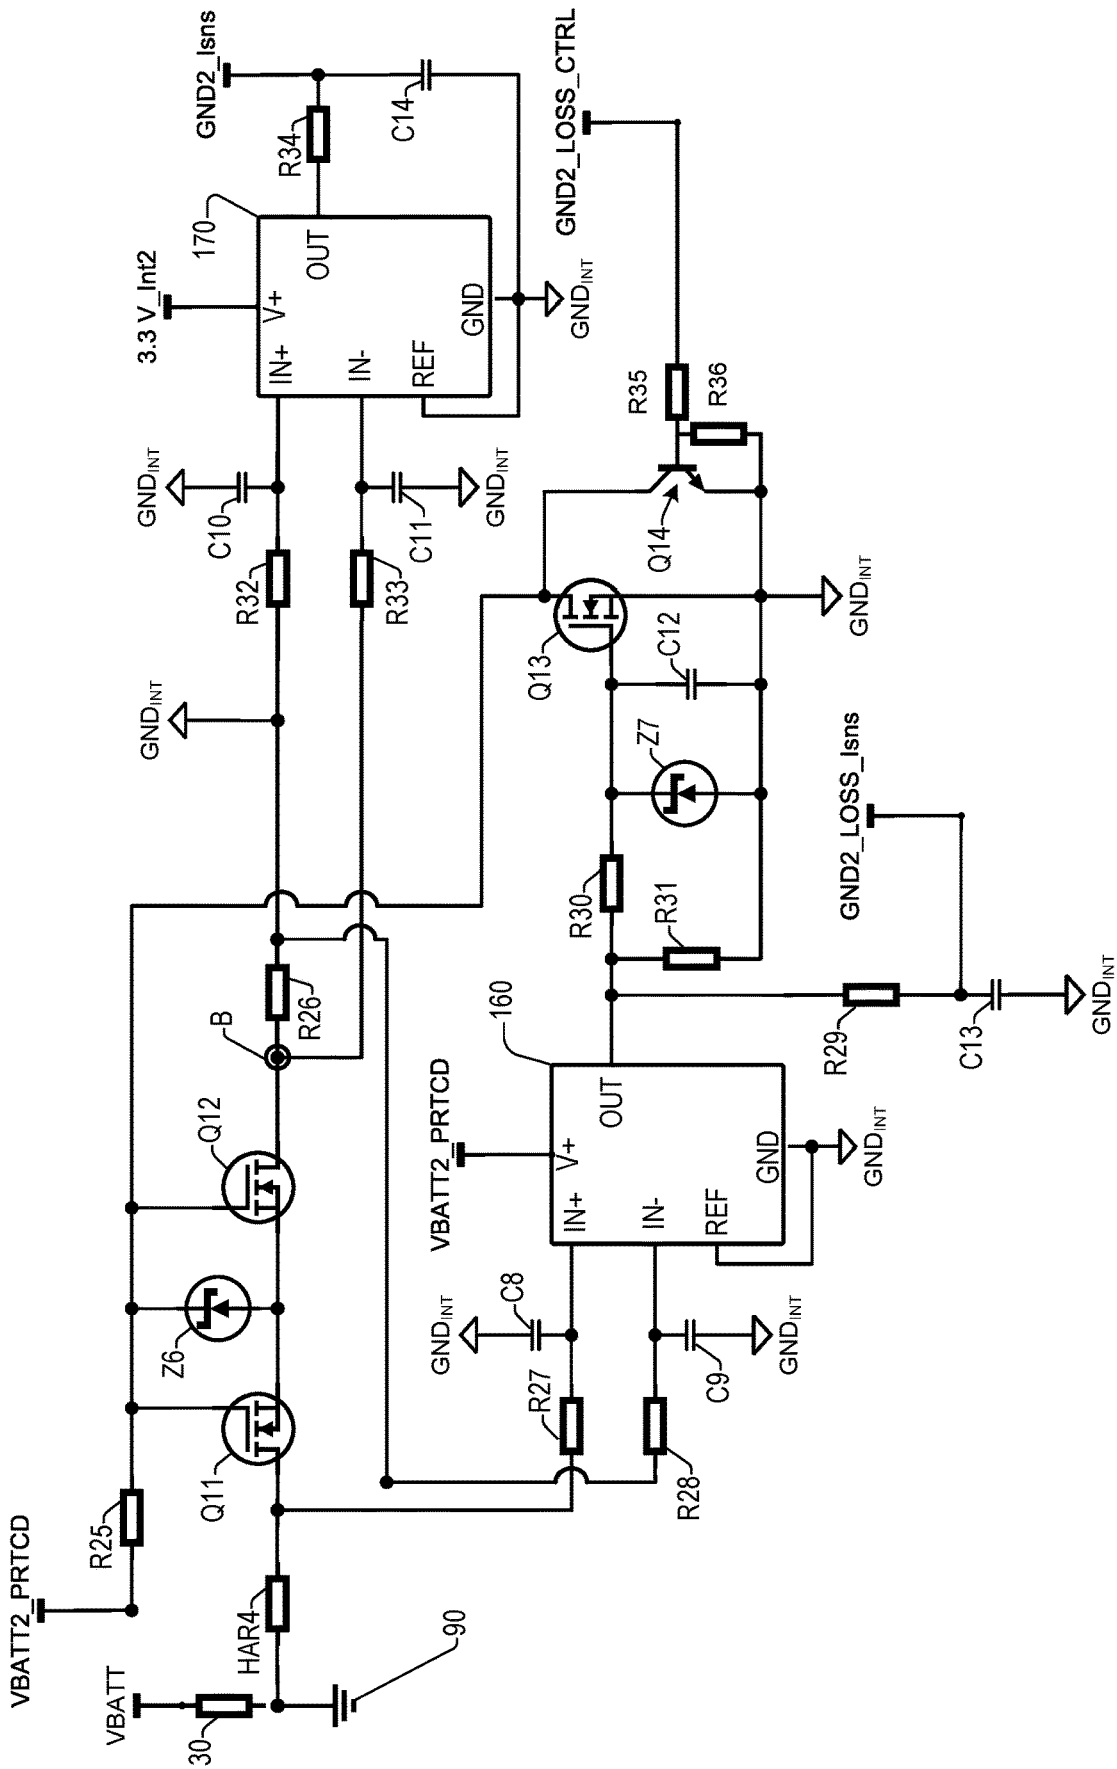 VBATT2_PRTCD
VBATT
30
90
HAR4
R25
Q11
Z6
Q12
B
R26
GND_INT
R32
C10
GND_INT
R33
C11
GND_INT
3.3 V_Int2
170
V+
IN+
IN-
REF
OUT
GND
GND_INT
R34
C14
GND2_Isns
R27
R28
C8
GND_INT
C9
GND_INT
VBATT2_PRTCD
160
V+
IN+
IN-
REF
OUT
GND
GND_INT
R29
C13
GND_INT
GND2_LOSS_Isns
R30
R31
Z7
C12
Q13
GND_INT
Q14
R35
R36
GND2_LOSS_CTRL